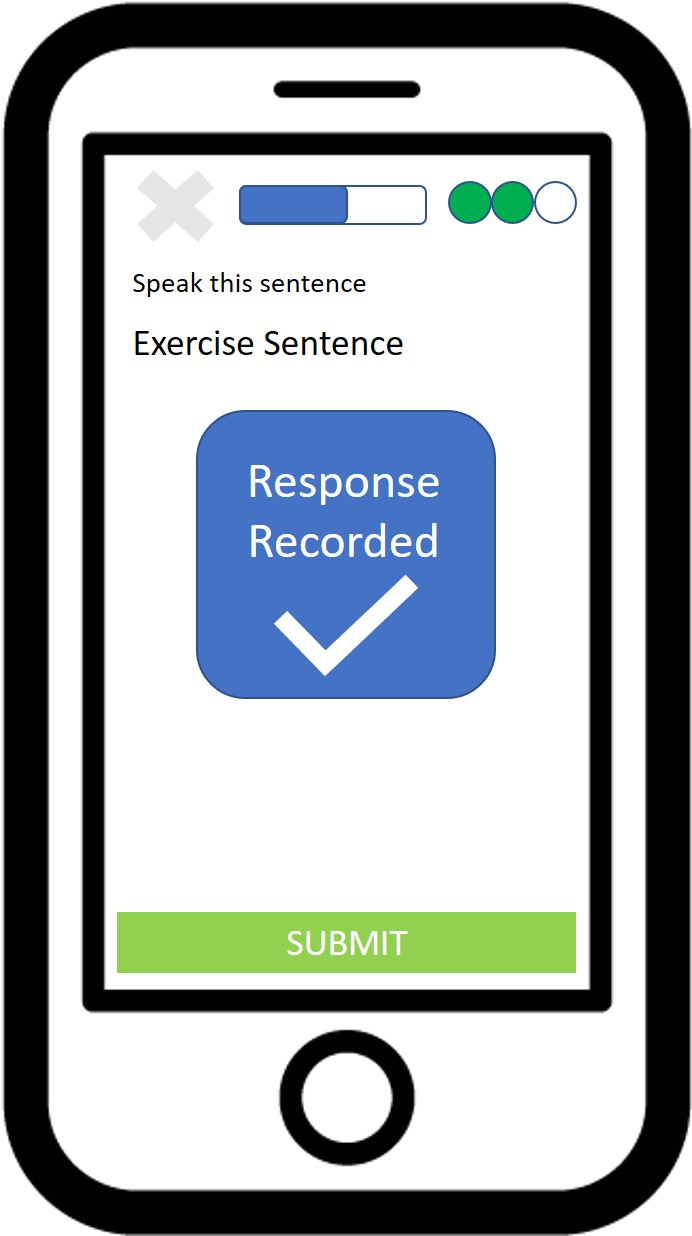 Speak this sentence
Exercise Sentence
Response
Recorded
SUBMIT